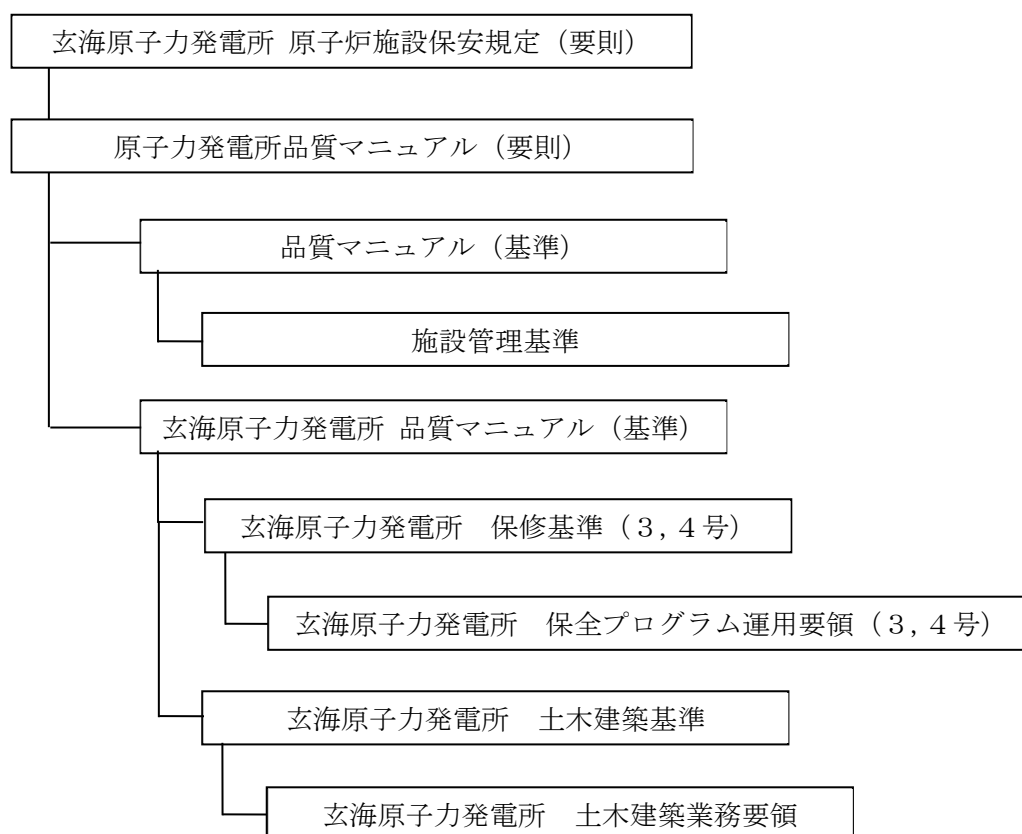 玄海原子力発電所 原子炉施設保安規定（要則）
原子力発電所品質マニュアル（要則）
品質マニュアル（基準）
施設管理基準
玄海原子力発電所 品質マニュアル（基準）
玄海原子力発電所　保修基準（３，４号）
玄海原子力発電所　保全プログラム運用要領（３，４号）
玄海原子力発電所　土木建築基準
玄海原子力発電所　土木建築業務要領